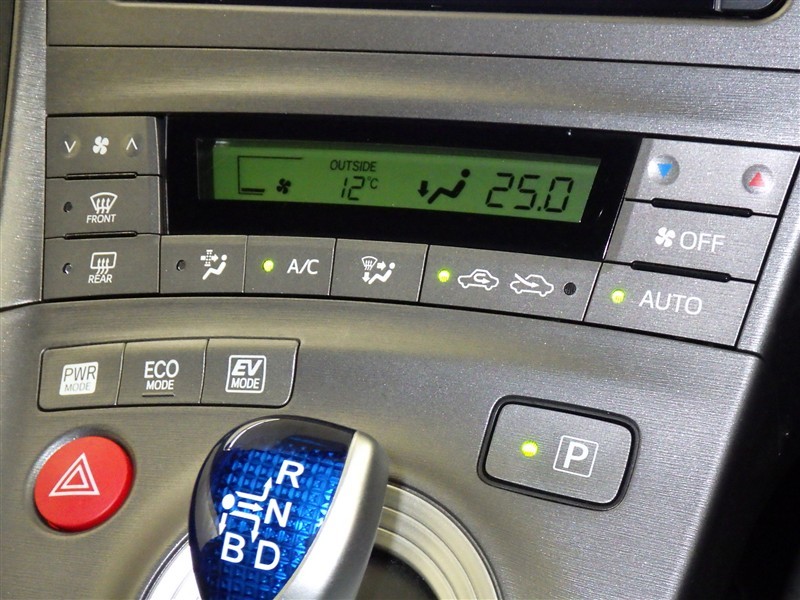 OUTSIDE
12°C
25.0
FRONT
OFF
REAR
A/C
AUTO
PWR
MODE
ECO
MODE
EV
MODE
P
R
N
B D